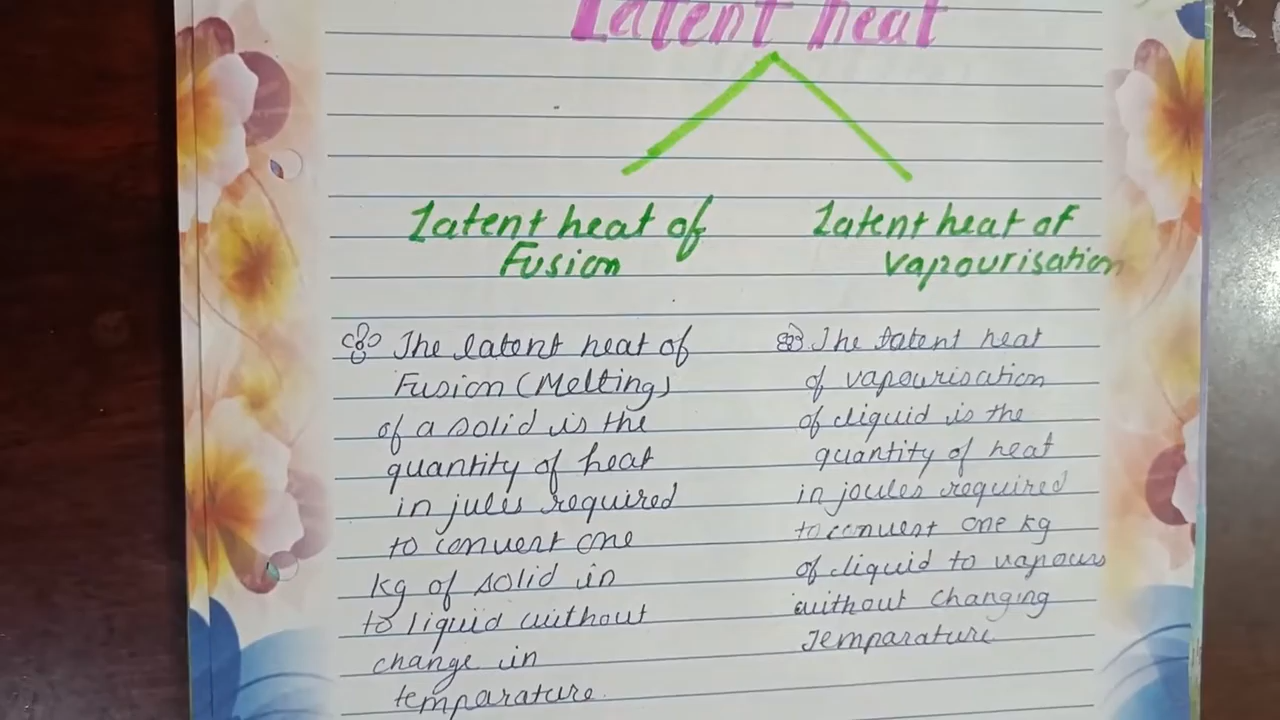 Latent heat
Latent heat of
Fusion
The latent heat of
Fusion (Melting)
of a solid is the
quantity of heat
in jules required
to convert one
kg of solid in
to liquid without
change in
temparature.
Latent heat of
vapourisation
The latent heat
of vapourisation
of liquid is the
quantity of heat
in joules required
to convert one kg
of liquid to vapours
without changing
Temparature